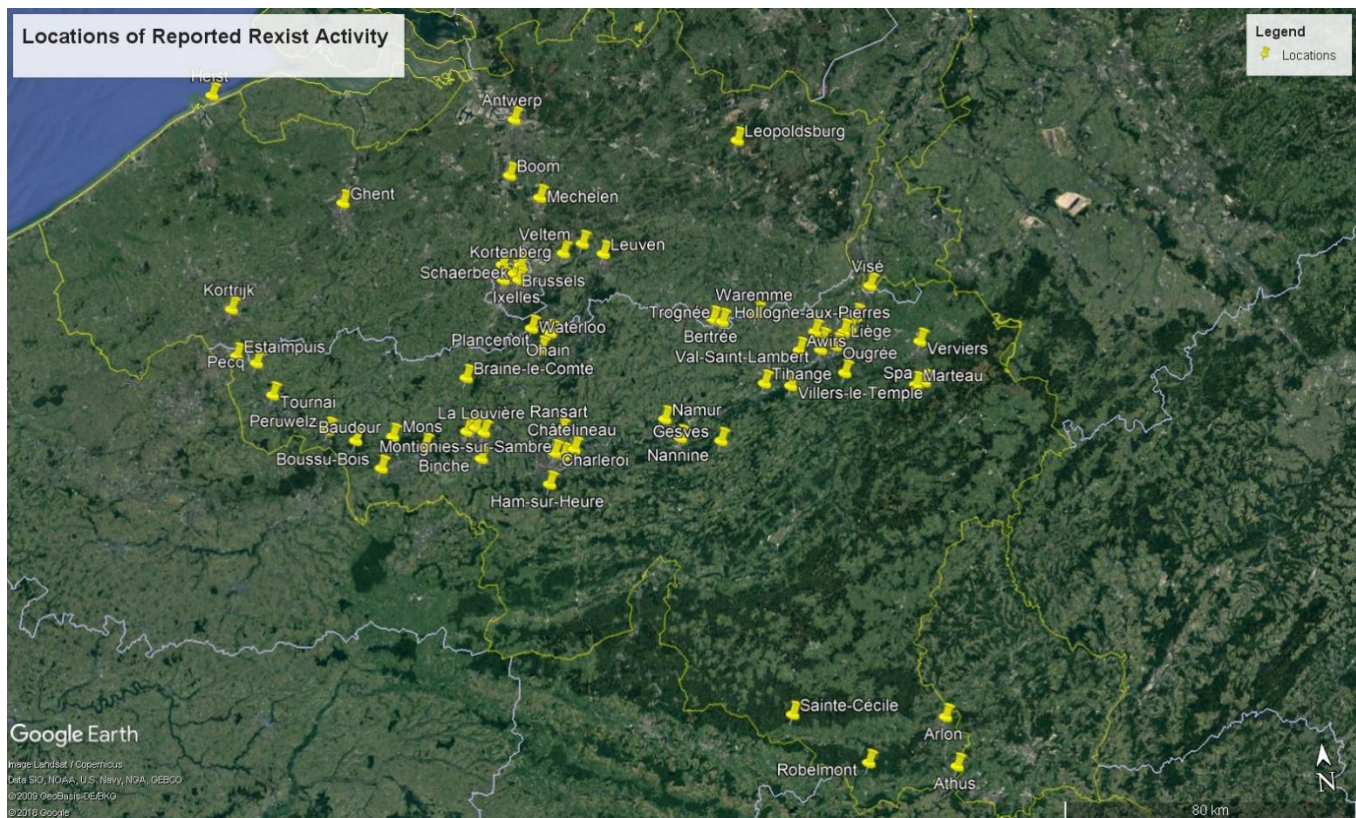 Locations of Reported Rexist Activity
Legend
Locations
Heist
Antwerp
Leopoldsburg
Boom
Ghent
Mechelen
Veltem
Leuven
Kortenberg
Schaerbeek
Brussels
Ixelles
Visé
Kortrijk
Waremme
Trognée
Hollogne-aux-Pierres
Plancenoit
Waterloo
Bertrée
Liège
Ohain
Awirs
Verviers
Estaimpuis
Val-Saint-Lambert
Ougrée
Pecq
Braine-le-Comte
Tihange
Spa
Marteau
Villers-le-Temple
Tournai
Peruwelz
La Louvière
Ransart
Namur
Baudour
Mons
Châtelineau
Gesves
Montignies-sur-Sambre
Nannine
Boussu-Bois
Binche
Charleroi
Ham-sur-Heure
Sainte-Cécile
Arlon
Robelmont
Athus
Google Earth
Image Landsat / Copernicus
Data SIO, NOAA, U.S. Navy, NGA, GEBCO
©2009 GeoBasis-DE/BKG
©2018 Google
N
80 km